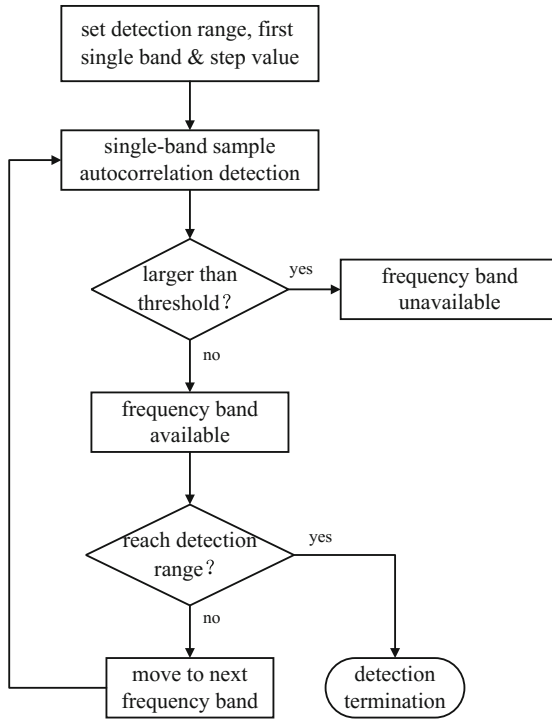 set detection range, first
single band & step value
single-band sample
autocorrelation detection
larger than
threshold?
yes
frequency band
unavailable
no
frequency band
available
reach detection
range?
yes
no
move to next
frequency band
detection
termination